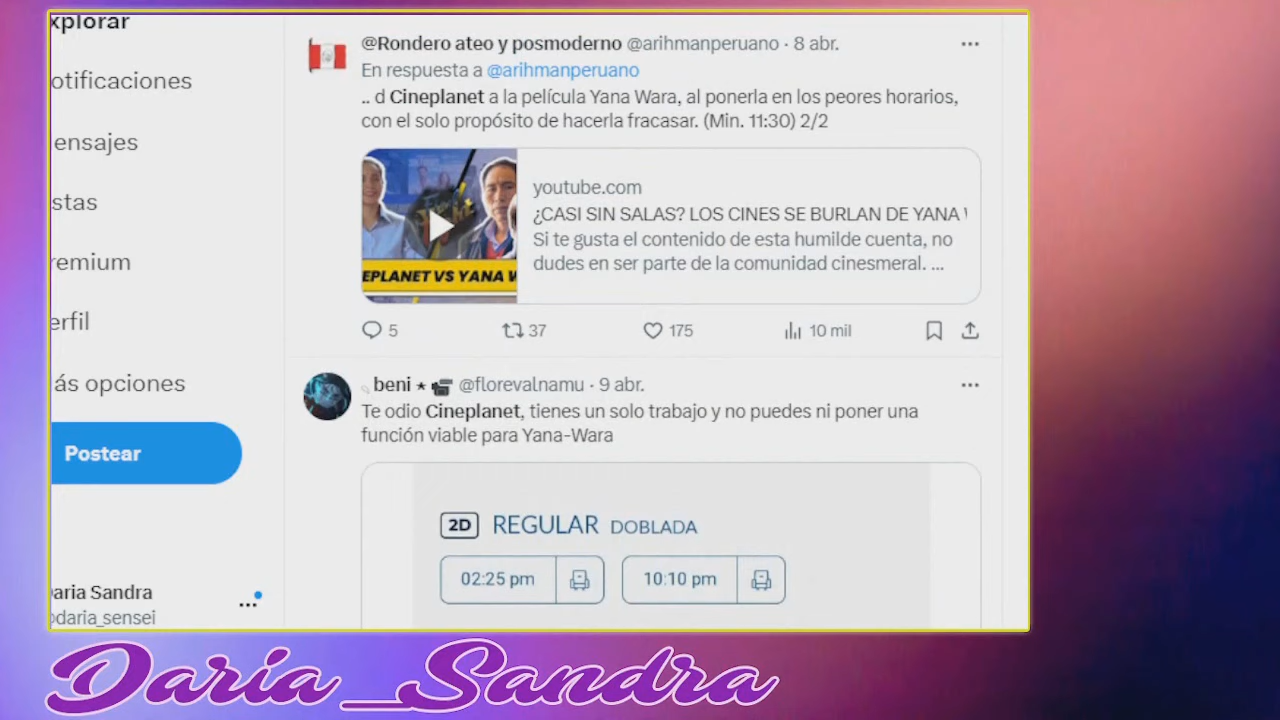 xplorar
otificaciones
ensajes
stas
remium
erfil
ás opciones
Postear
aria Sandra
daria_sensei
@Rondero ateo y posmoderno @arihmanperuano · 8 abr.
En respuesta a @arihmanperuano
.. d Cineplanet a la película Yana Wara, al ponerla en los peores horarios,
con el solo propósito de hacerla fracasar. (Min. 11:30) 2/2
EPLANET VS YANA W
youtube.com
¿CASI SIN SALAS? LOS CINES SE BURLAN DE YANA
Si te gusta el contenido de esta humilde cuenta, no
dudes en ser parte de la comunidad cinesmeral. ...
5 37 175 10 mil
beni ⋆ @florevalnamu · 9 abr.
Te odio Cineplanet, tienes un solo trabajo y no puedes ni poner una
función viable para Yana-Wara
2D REGULAR DOBLADA
02:25 pm 10:10 pm
Daria_Sandra